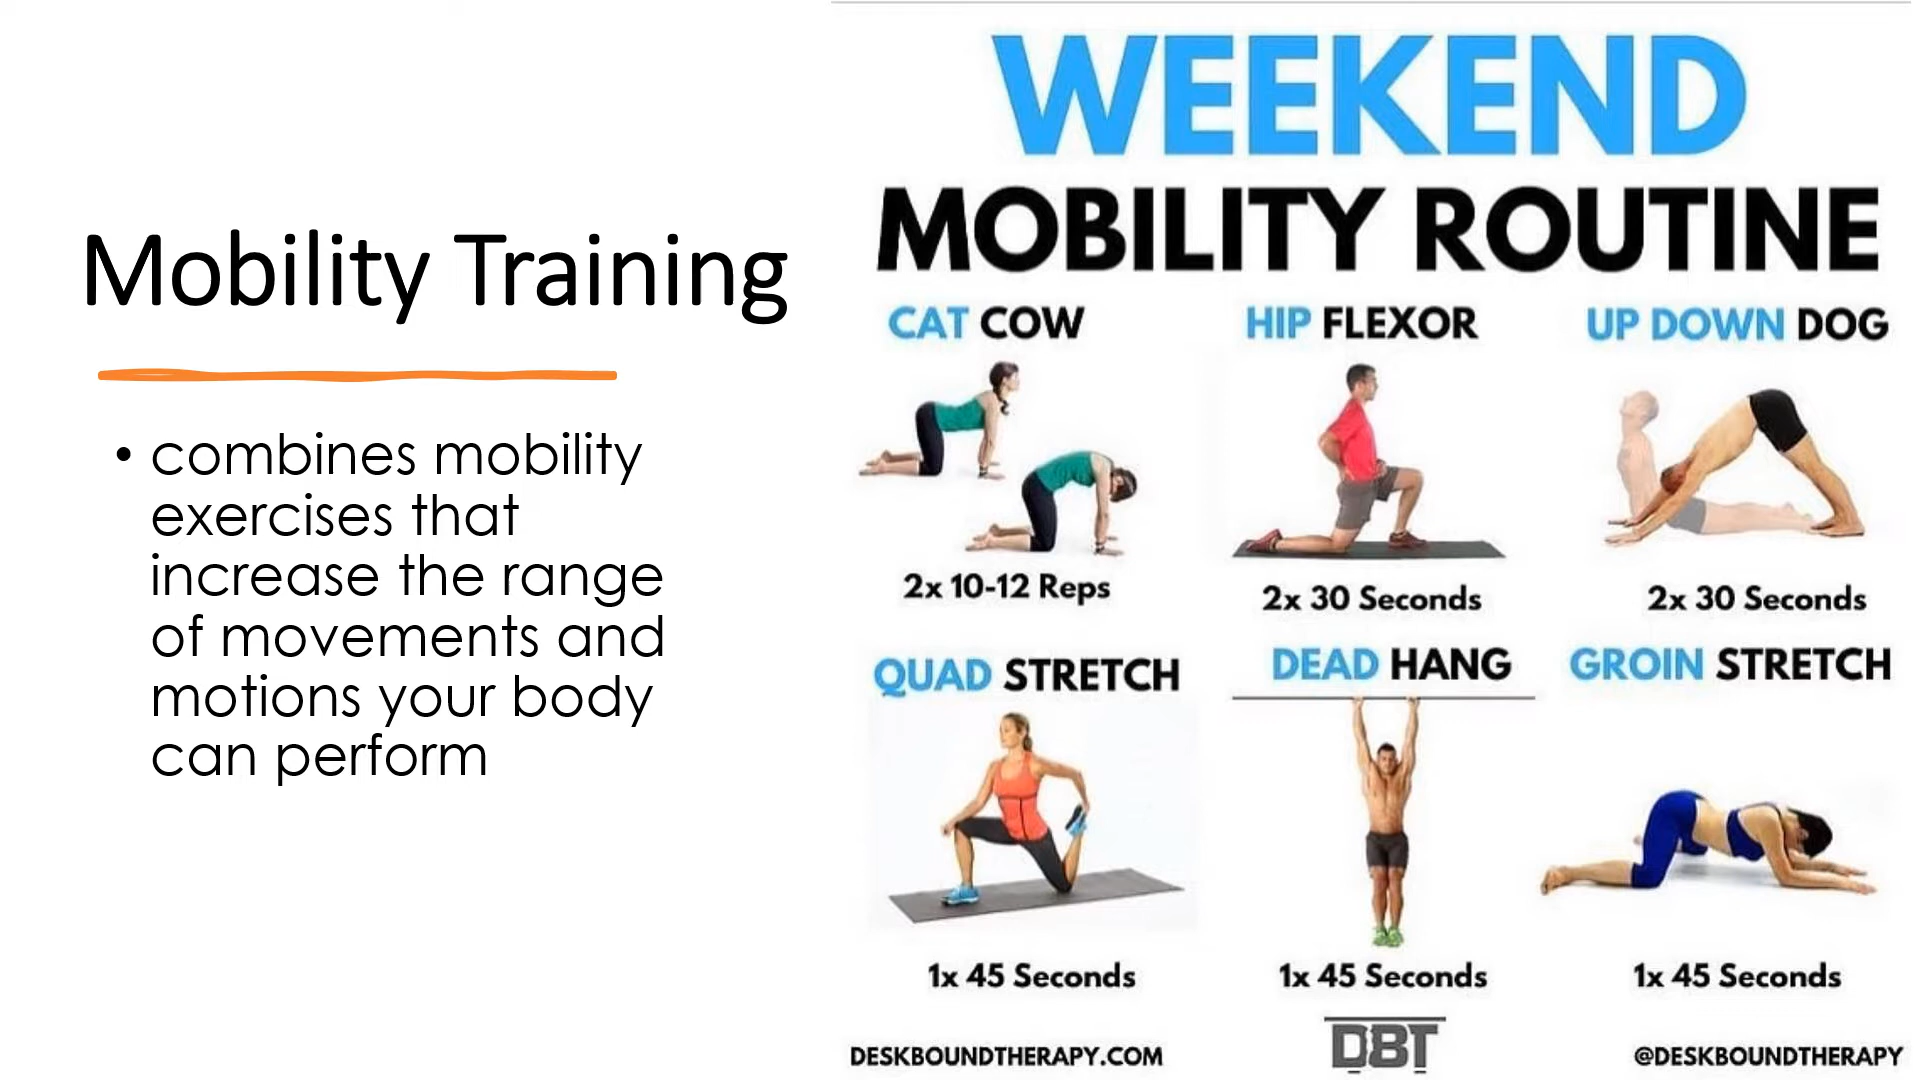 Mobility Training
• combines mobility
exercises that
increase the range
of movements and
motions your body
can perform
WEEKEND
MOBILITY ROUTINE
CAT COW
HIP FLEXOR
UP DOWN DOG
2x 10-12 Reps
2x 30 Seconds
2x 30 Seconds
QUAD STRETCH
DEAD HANG
GROIN STRETCH
1x 45 Seconds
1x 45 Seconds
1x 45 Seconds
DESKBOUNDTHERAPY.COM
DBT
@DESKBOUNDTHERAPY